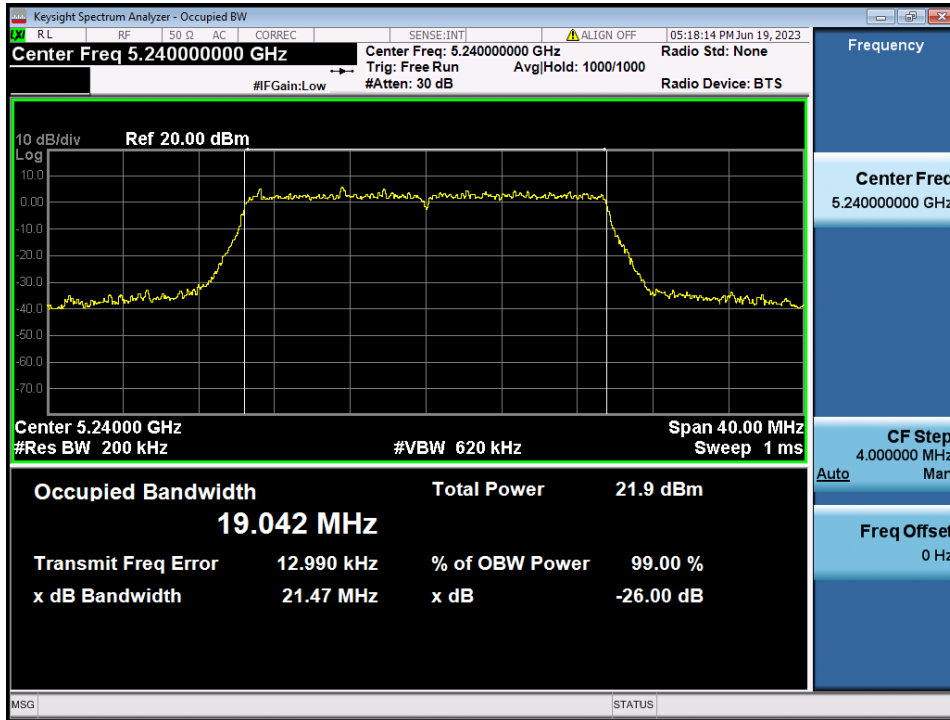 Keysight Spectrum Analyzer - Occupied BW
LXI RL RF 50 Ω AC CORREC SENSE:INT ALIGN OFF 05:18:14 PM Jun 19, 2023
Center Freq 5.240000000 GHz
Center Freq: 5.240000000 GHz Radio Std: None
Trig: Free Run Avg|Hold: 1000/1000
#IFGain:Low #Atten: 30 dB Radio Device: BTS
10 dB/div Ref 20.00 dBm
Log
10.0
0.00
-10.0
-20.0
-30.0
-40.0
-50.0
-60.0
-70.0
Center 5.24000 GHz Span 40.00 MHz
#Res BW 200 kHz #VBW 620 kHz Sweep 1 ms
Occupied Bandwidth Total Power 21.9 dBm
19.042 MHz
Transmit Freq Error 12.990 kHz % of OBW Power 99.00 %
x dB Bandwidth 21.47 MHz x dB -26.00 dB
MSG STATUS
Frequency
Center Freq
5.240000000 GHz
CF Step
4.000000 MHz
Auto Man
Freq Offset
0 Hz